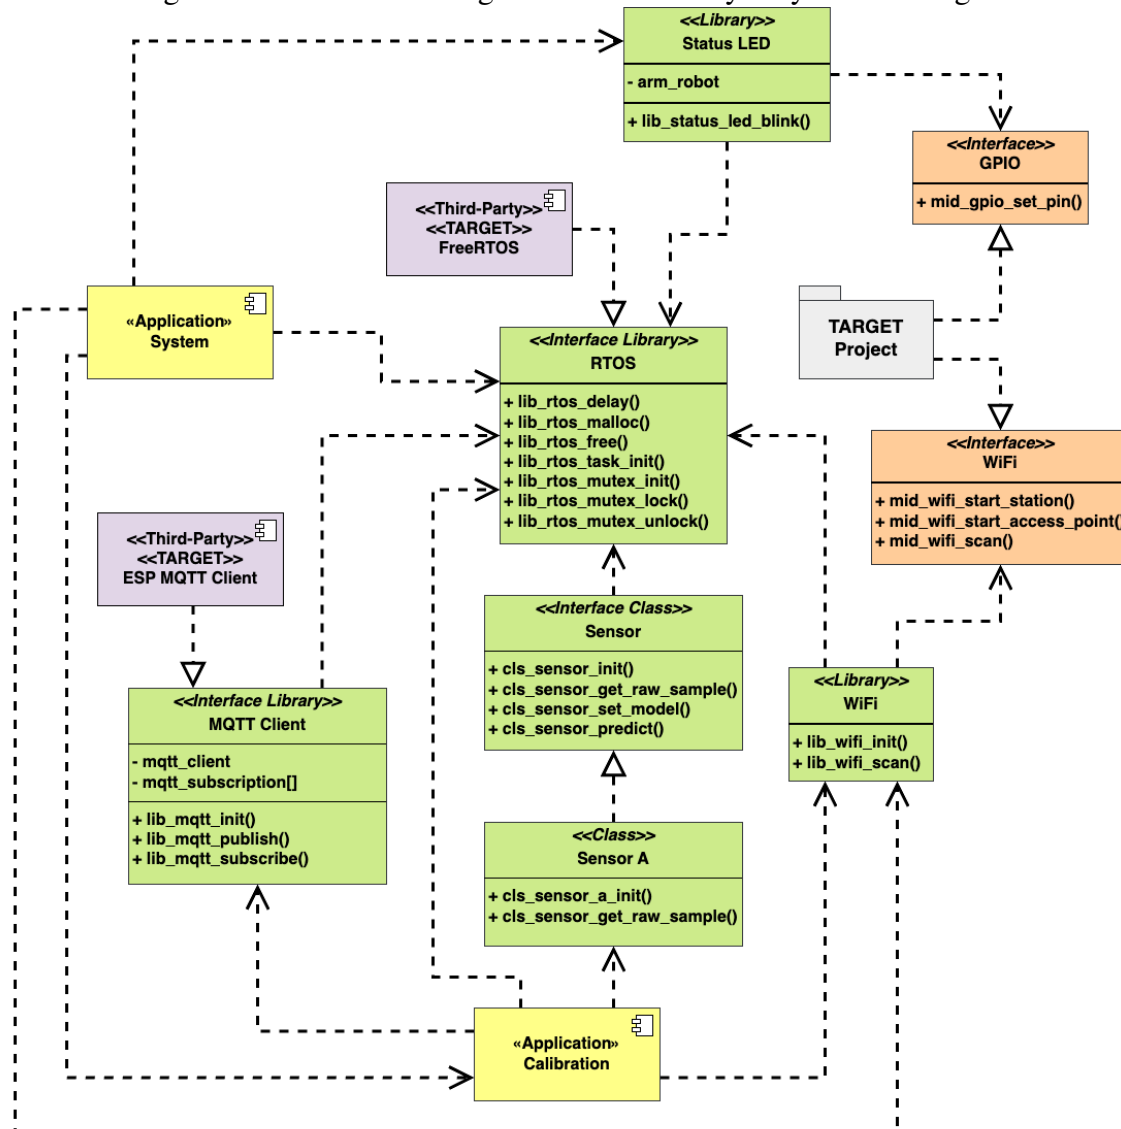 <<Library>>
Status LED
- arm_robot
+ lib_status_led_blink()
<<Interface>>
GPIO
+ mid_gpio_set_pin()
<<Third-Party>>
<<TARGET>>
FreeRTOS
«Application»
System
TARGET
Project
<<Interface Library>>
RTOS
+ lib_rtos_delay()
+ lib_rtos_malloc()
+ lib_rtos_free()
+ lib_rtos_task_init()
+ lib_rtos_mutex_init()
+ lib_rtos_mutex_lock()
+ lib_rtos_mutex_unlock()
<<Interface>>
WiFi
+ mid_wifi_start_station()
+ mid_wifi_start_access_point()
+ mid_wifi_scan()
<<Third-Party>>
<<TARGET>>
ESP MQTT Client
<<Interface Class>>
Sensor
+ cls_sensor_init()
+ cls_sensor_get_raw_sample()
+ cls_sensor_set_model()
+ cls_sensor_predict()
<<Library>>
WiFi
+ lib_wifi_init()
+ lib_wifi_scan()
<<Interface Library>>
MQTT Client
- mqtt_client
- mqtt_subscription[]
+ lib_mqtt_init()
+ lib_mqtt_publish()
+ lib_mqtt_subscribe()
<<Class>>
Sensor A
+ cls_sensor_a_init()
+ cls_sensor_get_raw_sample()
«Application»
Calibration